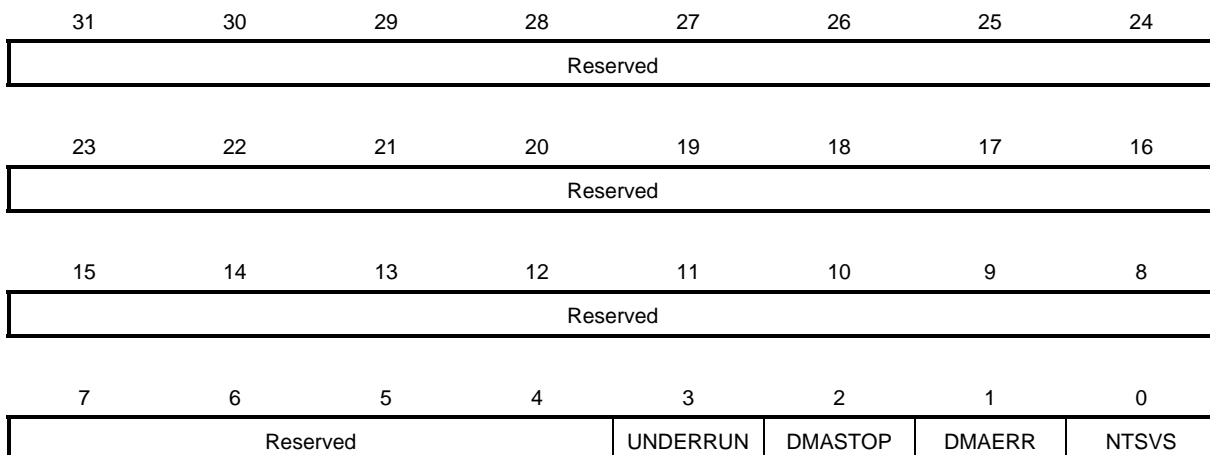 31 30 29 28 27 26 25 24
Reserved
23 22 21 20 19 18 17 16
Reserved
15 14 13 12 11 10 9 8
Reserved
7 6 5 4 3 2 1 0
Reserved UNDERRUN DMASTOP DMAERR NTSVS